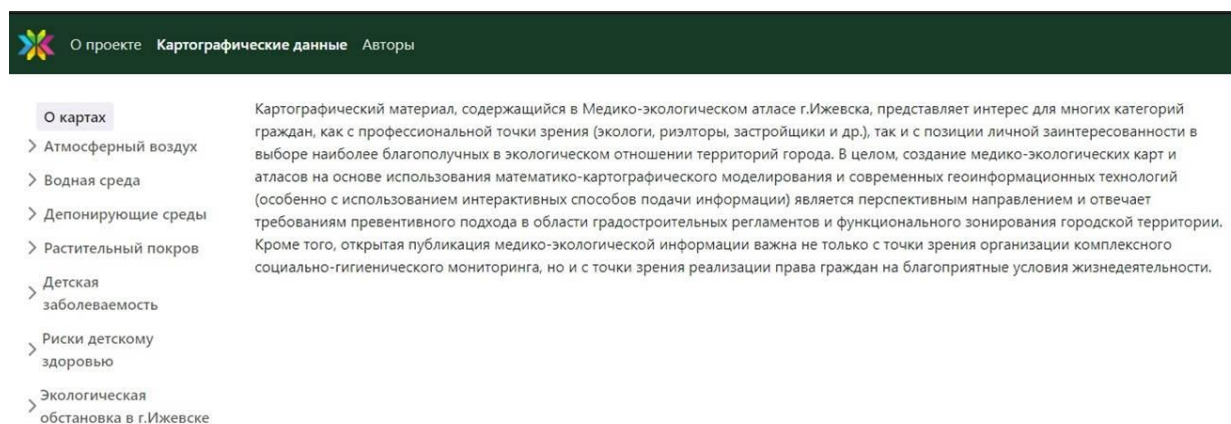 О проекте Картографические данные Авторы
О картах
Атмосферный воздух
Водная среда
Депонирующие среды
Растительный покров
Детская
заболеваемость
Риски детскому
здоровью
Экологическая
обстановка в г.Ижевске
Картографический материал, содержащийся в Медико-экологическом атласе г.Ижевска, представляет интерес для многих категорий
граждан, как с профессиональной точки зрения (экологи, риэлторы, застройщики и др.), так и с позиции личной заинтересованности в
выборе наиболее благополучных в экологическом отношении территорий города. В целом, создание медико-экологических карт и
атласов на основе использования математико-картографического моделирования и современных геоинформационных технологий
(особенно с использованием интерактивных способов подачи информации) является перспективным направлением и отвечает
требованиям превентивного подхода в области градостроительных регламентов и функционального зонирования городской территории.
Кроме того, открытая публикация медико-экологической информации важна не только с точки зрения организации комплексного
социально-гигиенического мониторинга, но и с точки зрения реализации права граждан на благоприятные условия жизнедеятельности.